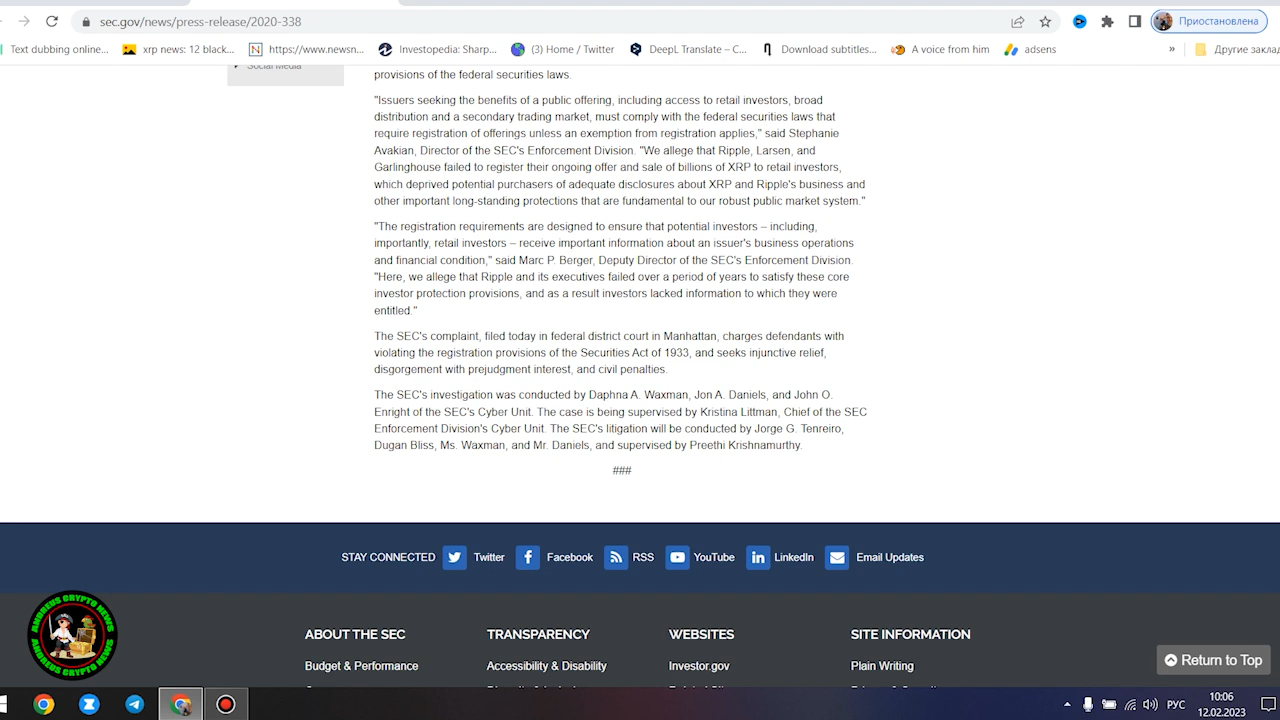 sec.gov/news/press-release/2020-338
Приостановлена
Text dubbing online...
xrp news: 12 black...
https://www.newsn...
Investopedia: Sharp...
(3) Home / Twitter
DeepL Translate – C...
Download subtitles...
A voice from him
adsens
»
Другие закла
Social Media
provisions of the federal securities laws.
"Issuers seeking the benefits of a public offering, including access to retail investors, broad
distribution and a secondary trading market, must comply with the federal securities laws that
require registration of offerings unless an exemption from registration applies," said Stephanie
Avakian, Director of the SEC's Enforcement Division. "We allege that Ripple, Larsen, and
Garlinghouse failed to register their ongoing offer and sale of billions of XRP to retail investors,
which deprived potential purchasers of adequate disclosures about XRP and Ripple's business and
other important long-standing protections that are fundamental to our robust public market system."
"The registration requirements are designed to ensure that potential investors – including,
importantly, retail investors – receive important information about an issuer's business operations
and financial condition," said Marc P. Berger, Deputy Director of the SEC's Enforcement Division.
"Here, we allege that Ripple and its executives failed over a period of years to satisfy these core
investor protection provisions, and as a result investors lacked information to which they were
entitled."
The SEC's complaint, filed today in federal district court in Manhattan, charges defendants with
violating the registration provisions of the Securities Act of 1933, and seeks injunctive relief,
disgorgement with prejudgment interest, and civil penalties.
The SEC's investigation was conducted by Daphna A. Waxman, Jon A. Daniels, and John O.
Enright of the SEC's Cyber Unit. The case is being supervised by Kristina Littman, Chief of the SEC
Enforcement Division's Cyber Unit. The SEC's litigation will be conducted by Jorge G. Tenreiro,
Dugan Bliss, Ms. Waxman, and Mr. Daniels, and supervised by Preethi Krishnamurthy.
###
STAY CONNECTED
Twitter
Facebook
RSS
YouTube
LinkedIn
Email Updates
ANDREUS CRYPTO NEWS
ANDREUS CRYPTO NEWS
ABOUT THE SEC
TRANSPARENCY
WEBSITES
SITE INFORMATION
Budget & Performance
Accessibility & Disability
Investor.gov
Plain Writing
Return to Top
РУС
10:06
12.02.2023